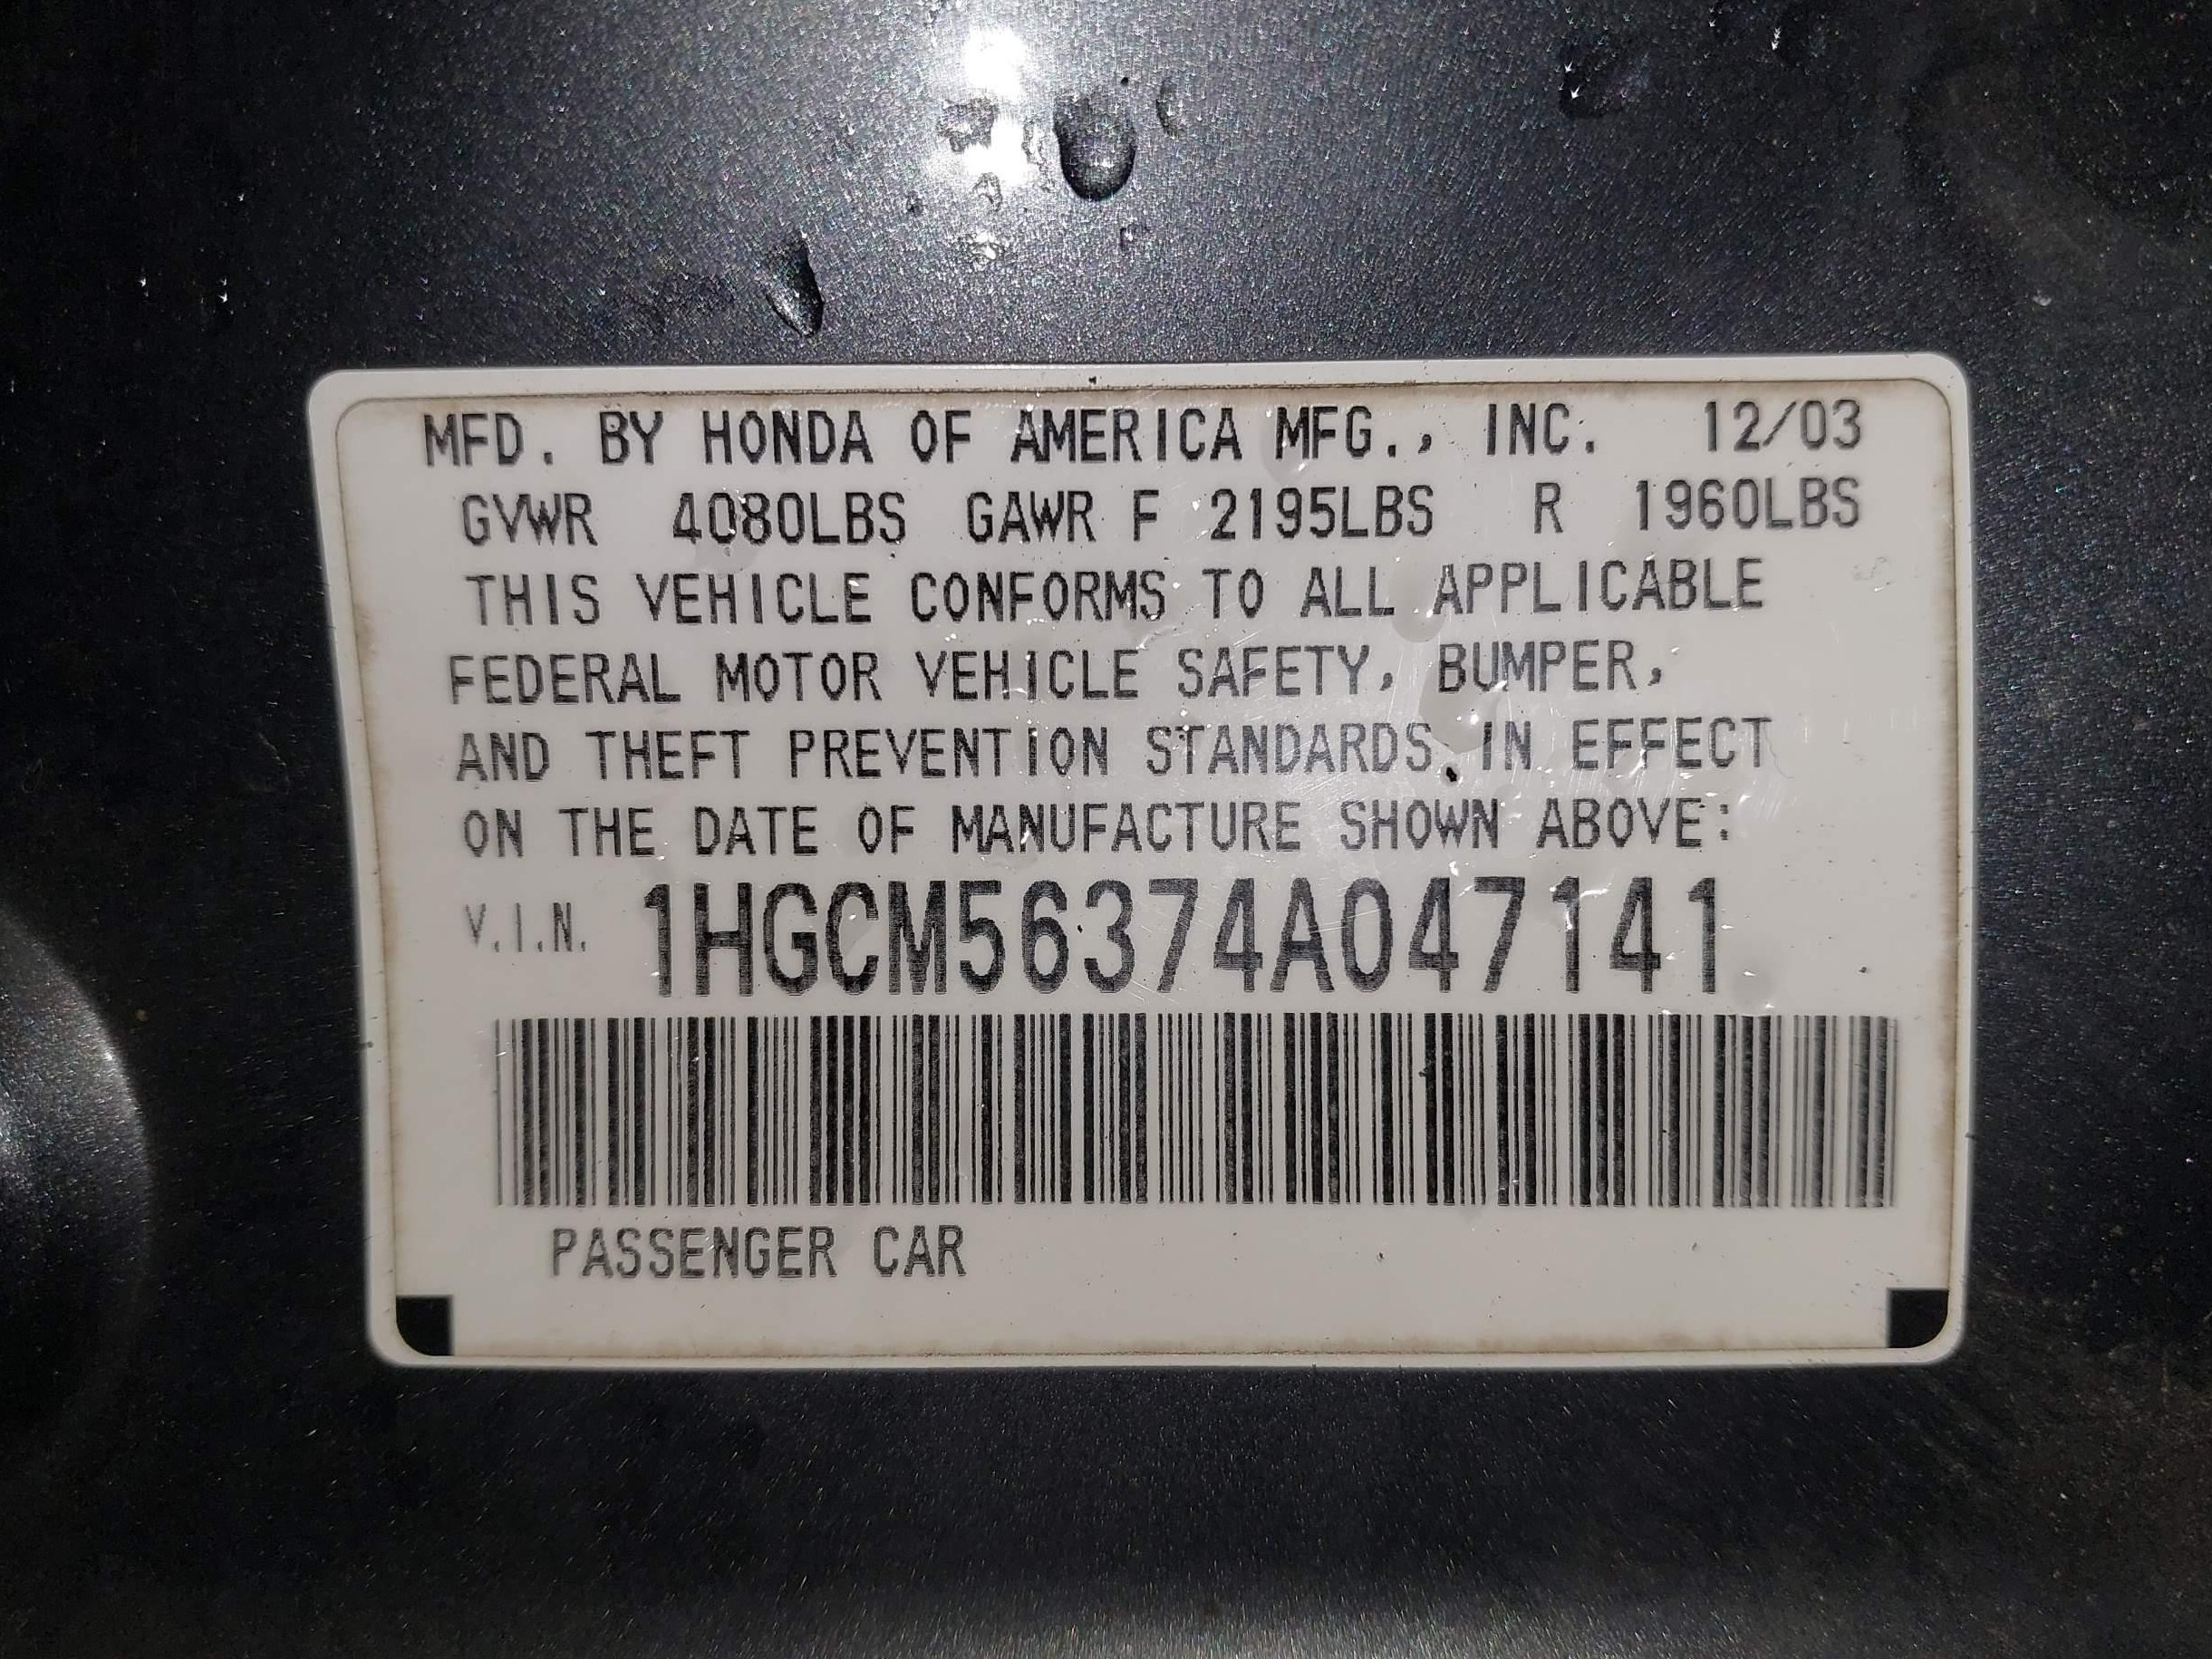 MFD. BY HONDA OF AMERICA MFG., INC. 12/03
GVWR 4080LBS GAWR F 2195LBS R 1960LBS
THIS VEHICLE CONFORMS TO ALL APPLICABLE
FEDERAL MOTOR VEHICLE SAFETY, BUMPER,
AND THEFT PREVENTION STANDARDS IN EFFECT
ON THE DATE OF MANUFACTURE SHOWN ABOVE:
V.I.N. 1HGCM56374A047141
PASSENGER CAR